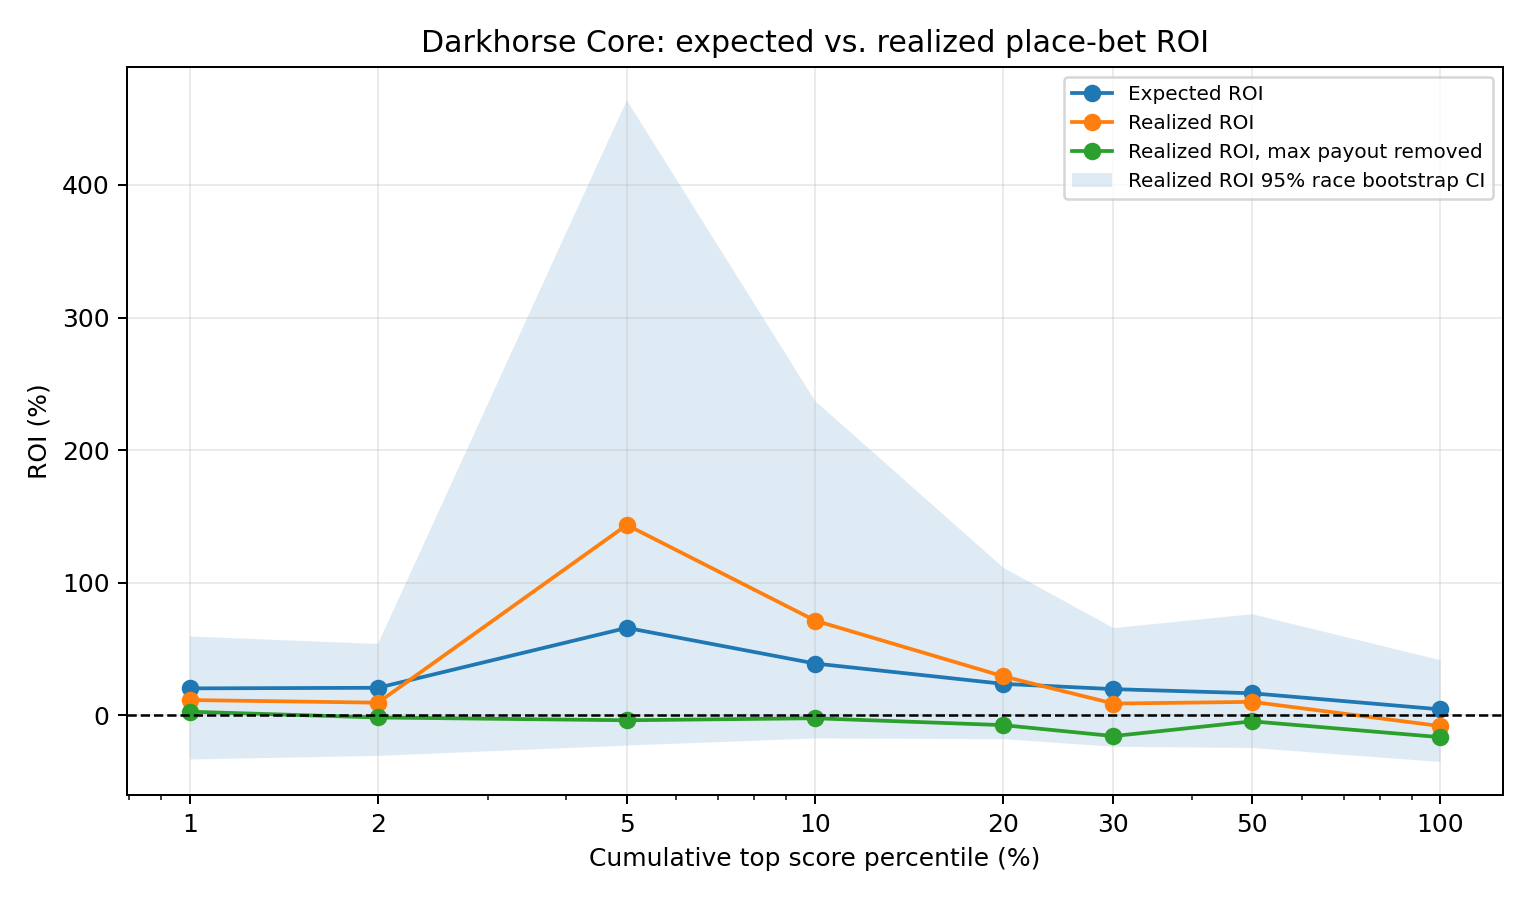 Darkhorse Core: expected vs. realized place-bet ROI
Expected ROI
Realized ROI
Realized ROI, max payout removed
Realized ROI 95% race bootstrap CI
ROI (%)
400
300
200
100
0
1 2 5 10 20 30 50 100
Cumulative top score percentile (%)